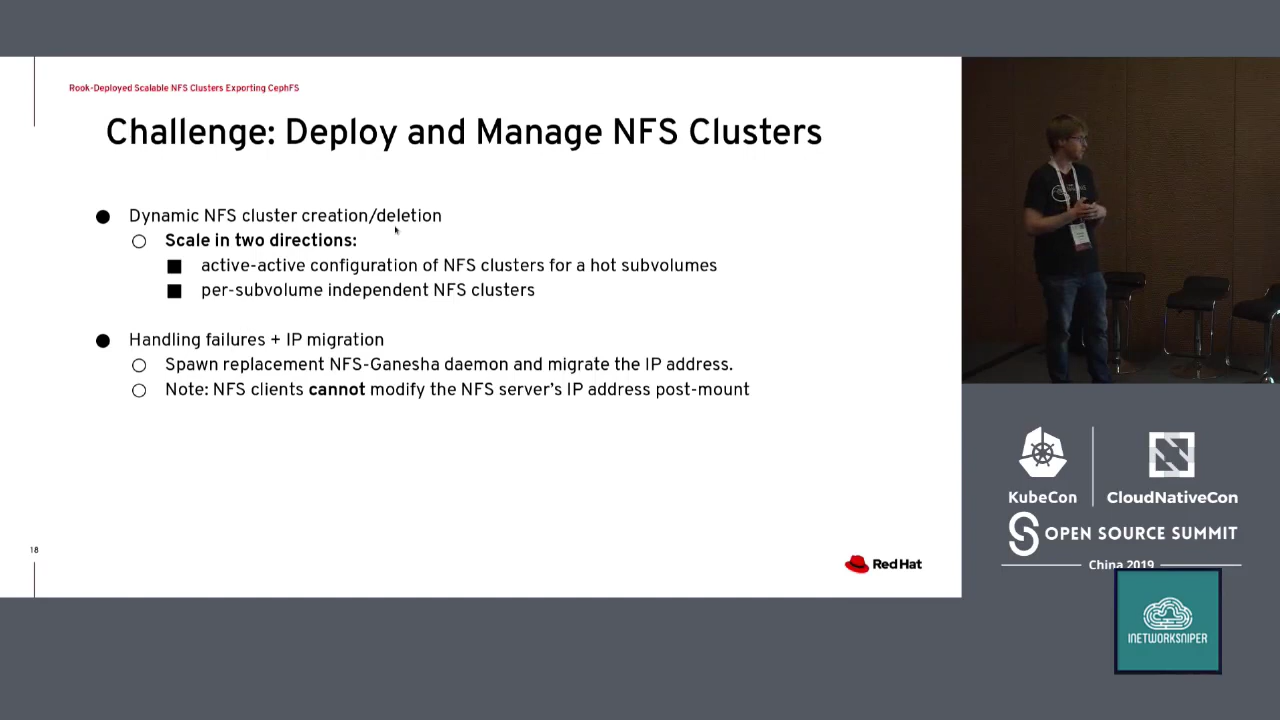 Rook-Deployed Scalable NFS Clusters Exporting CephFS
Challenge: Deploy and Manage NFS Clusters
Dynamic NFS cluster creation/deletion
Scale in two directions:
active-active configuration of NFS clusters for a hot subvolumes
per-subvolume independent NFS clusters
Handling failures + IP migration
Spawn replacement NFS-Ganesha daemon and migrate the IP address.
Note: NFS clients cannot modify the NFS server's IP address post-mount
18
Red Hat
KubeCon
CloudNativeCon
OPEN SOURCE SUMMIT
China 2019
INETWORKSNIPER